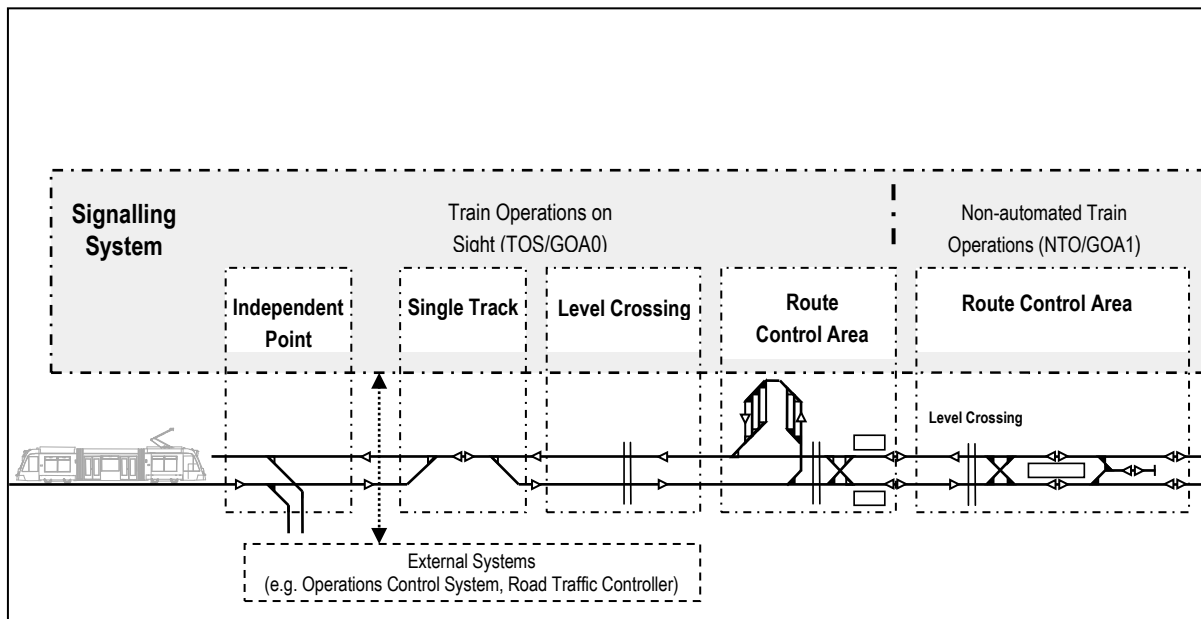 Signalling
System
Train Operations on
Sight (TOS/GOA0)
Non-automated Train
Operations (NTO/GOA1)
Independent
Point
Single Track
Level Crossing
Route
Control Area
Route Control Area
Level Crossing
External Systems
(e.g. Operations Control System, Road Traffic Controller)